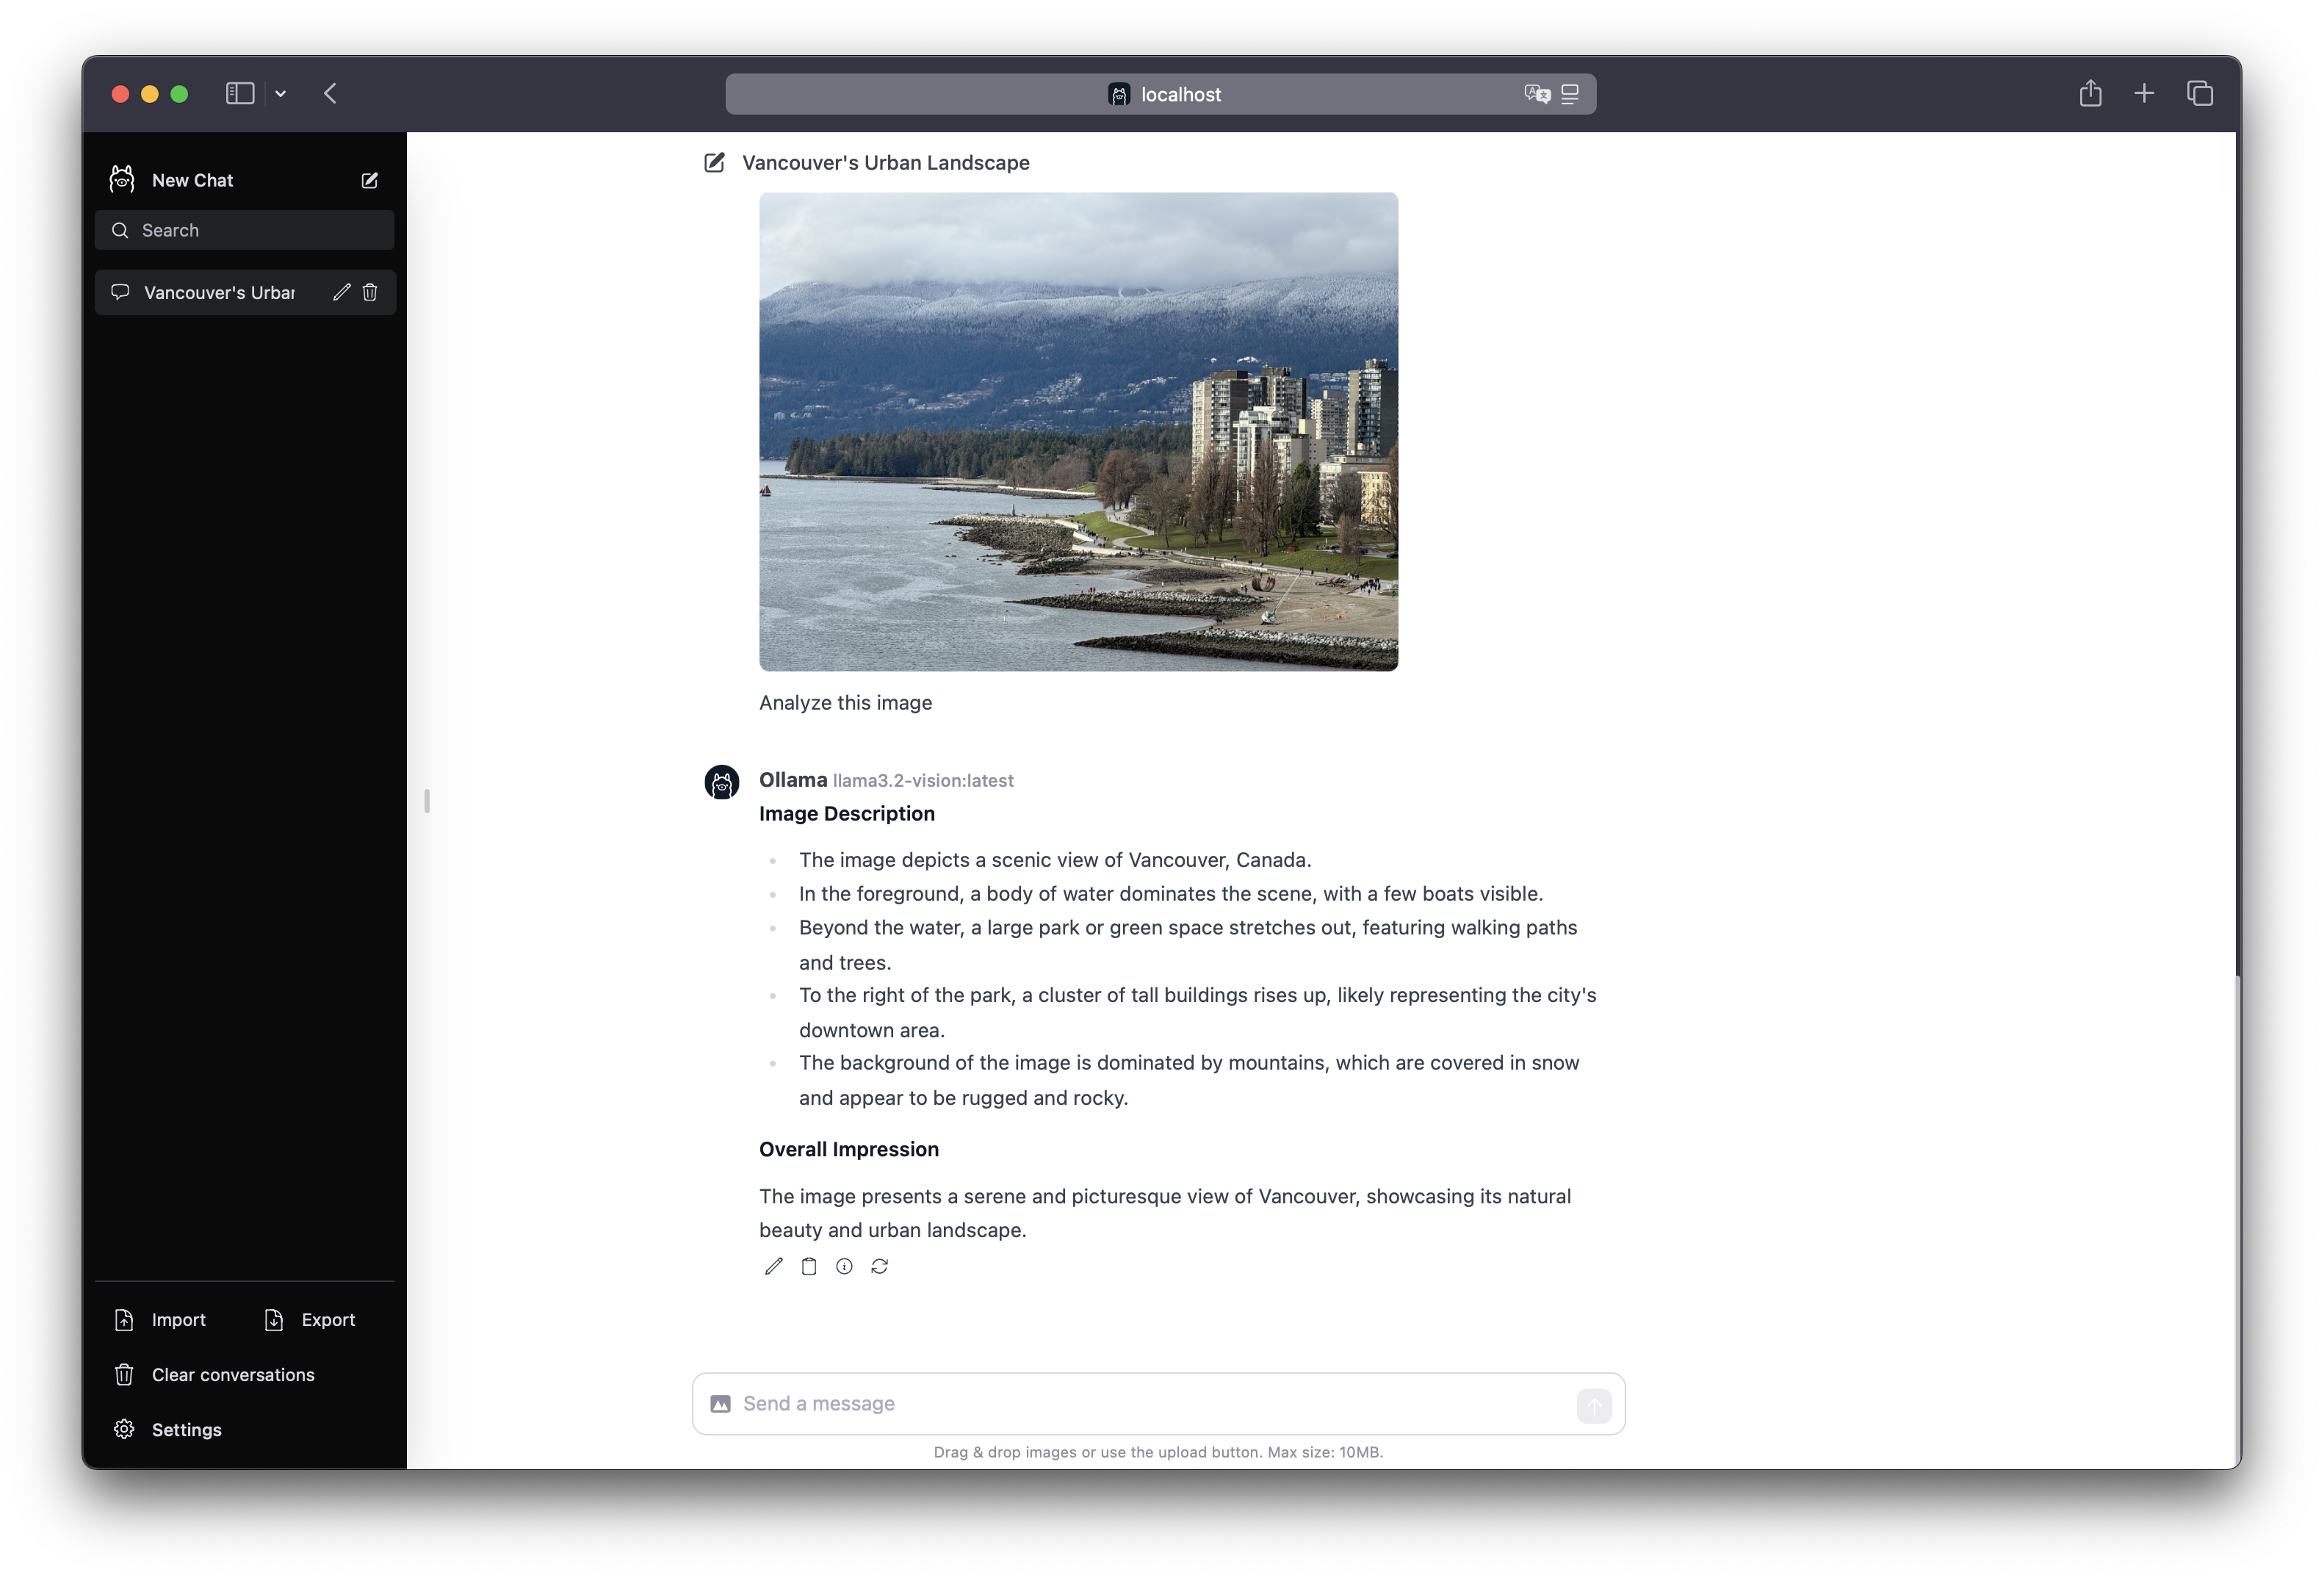 localhost
New Chat
Search
Vancouver's Urban
Import
Export
Clear conversations
Settings
Vancouver's Urban Landscape
Analyze this image
Ollama llama3.2-vision:latest
Image Description
The image depicts a scenic view of Vancouver, Canada.
In the foreground, a body of water dominates the scene, with a few boats visible.
Beyond the water, a large park or green space stretches out, featuring walking paths
and trees.
To the right of the park, a cluster of tall buildings rises up, likely representing the city's
downtown area.
The background of the image is dominated by mountains, which are covered in snow
and appear to be rugged and rocky.
Overall Impression
The image presents a serene and picturesque view of Vancouver, showcasing its natural
beauty and urban landscape.
Send a message
Drag & drop images or use the upload button. Max size: 10MB.